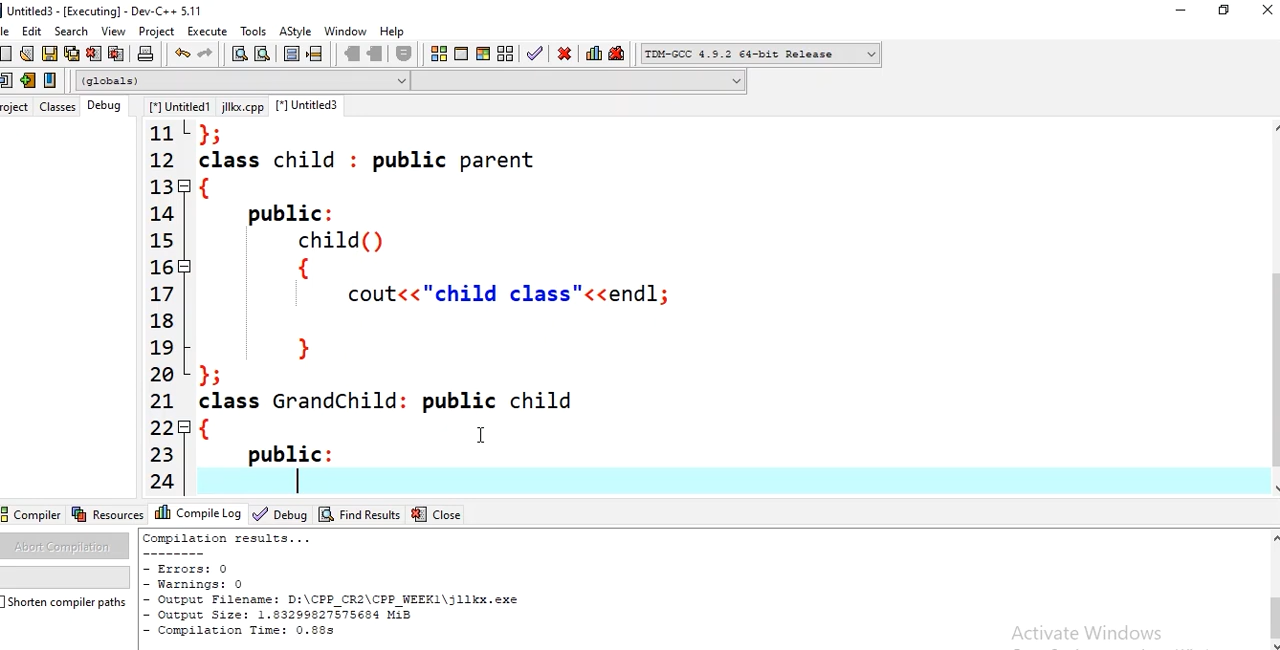 Untitled3 - [Executing] - Dev-C++ 5.11
le Edit Search View Project Execute Tools AStyle Window Help
TDM-GCC 4.9.2 64-bit Release
(globals)
roject Classes Debug [*] Untitled1 jllkx.cpp [*] Untitled3
11 };
12 class child : public parent
13 {
14 public:
15 child()
16 {
17 cout<<"child class"<<endl;
18
19 }
20 };
21 class GrandChild: public child
22 {
23 public:
24
Compiler Resources Compile Log Debug Find Results Close
Abort Compilation
Shorten compiler paths
Compilation results...
--------
- Errors: 0
- Warnings: 0
- Output Filename: D:\CPP_CR2\CPP_WEEK1\jllkx.exe
- Output Size: 1.83299827575684 MiB
- Compilation Time: 0.88s
Activate Windows